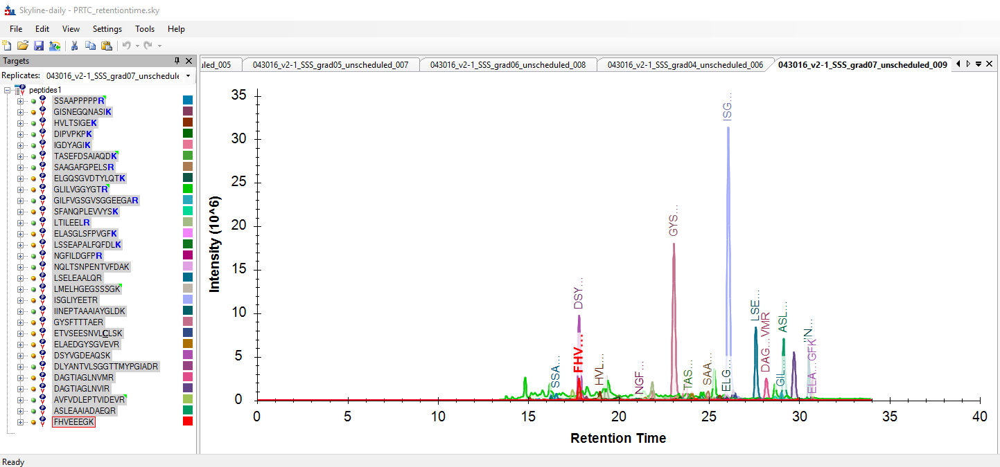 Skyline-daily - PRTC_retentiontime.sky
File Edit View Settings Tools Help
Targets
Replicates: 043016_v2-1_SSS_grad07_unschedule
peptides1
SSAAPPPPPR
GISNEGQNASIK
HVLTSIGEK
DIPVPKPK
IGDYAGIK
TASEFDSAIAQDK
SAAGAFGPELSR
ELGQSGVDTYLQTK
GLILVGGYGTR
GILFVGSGVSGGEEGAR
SFANQPLEVVYSK
LTILEELR
ELASGLSFPVGFK
LSSEAPALFQFDLK
NGFILDGFPR
NQLTSNPENTVFDAK
LSELEAALQR
LMELHGEGSSSGK
ISGLIYEETR
IINEPTAAAIAYGLDK
GYSFTTTAER
ETVSEESNVLCLSK
ELAEDGYSGVEVR
DSYVGDEAQSK
DLYANTVLSGGTTMYPGIADR
DAGTIAGLNVMR
DAGTIAGLNVIR
AVFVDLEPTVIDEVR
ASLEAAIADAEQR
FHVEEEGK
uled_005 043016_v2-1_SSS_grad05_unscheduled_007 043016_v2-1_SSS_grad06_unscheduled_008 043016_v2-1_SSS_grad04_unscheduled_006 043016_v2-1_SSS_grad07_unscheduled_009
Intensity (10^6)
35
30
25
20
15
10
5
0
SSA...
DSY...
FHV...
HVL...
NGF...
GYS...
TAS...
SAA...
ELG...
ISG...
LSE...
DAG...VMR
GIL...
ASL...
ELA...GFK
0 5 10 15 20 25 30 35 40
Retention Time
Ready